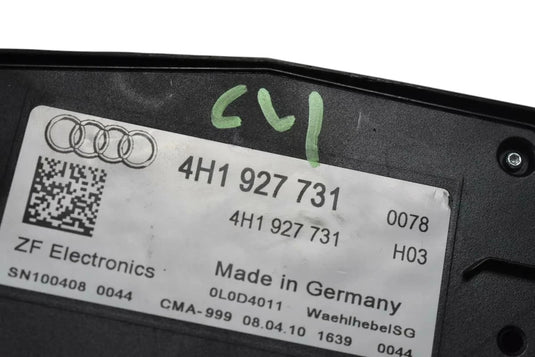 CVJ
4H1 927 731
0078
4H1 927 731
H03
ZF Electronics
Made in Germany
SN100408 0044
0L0D4011 WaehlhebelSG
CMA-999 08.04.10 1639 0044